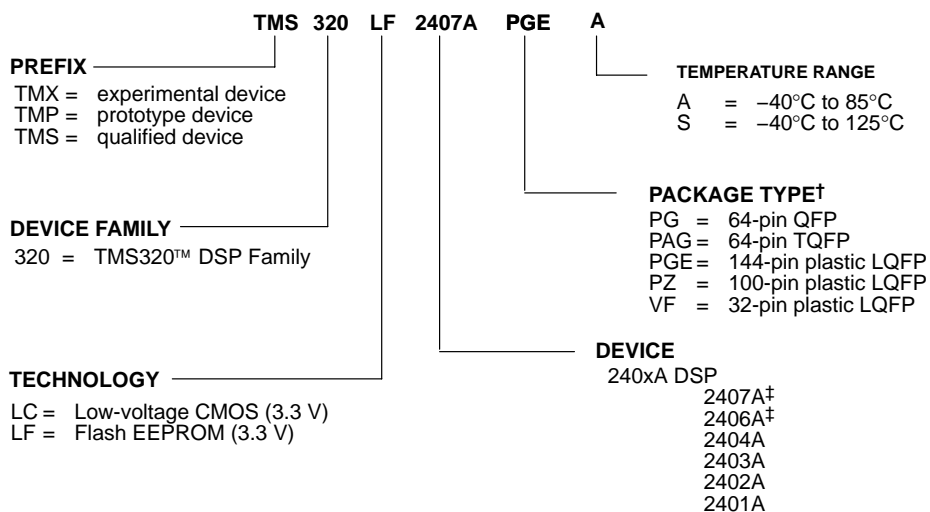 TMS 320 LF 2407A PGE A
PREFIX
TMX = experimental device
TMP = prototype device
TMS = qualified device
TEMPERATURE RANGE
A = −40°C to 85°C
S = −40°C to 125°C
PACKAGE TYPE†
PG = 64-pin QFP
PAG = 64-pin TQFP
PGE = 144-pin plastic LQFP
PZ = 100-pin plastic LQFP
VF = 32-pin plastic LQFP
DEVICE FAMILY
320 = TMS320™ DSP Family
DEVICE
240xA DSP
2407A‡
2406A‡
2404A
2403A
2402A
2401A
TECHNOLOGY
LC = Low-voltage CMOS (3.3 V)
LF = Flash EEPROM (3.3 V)